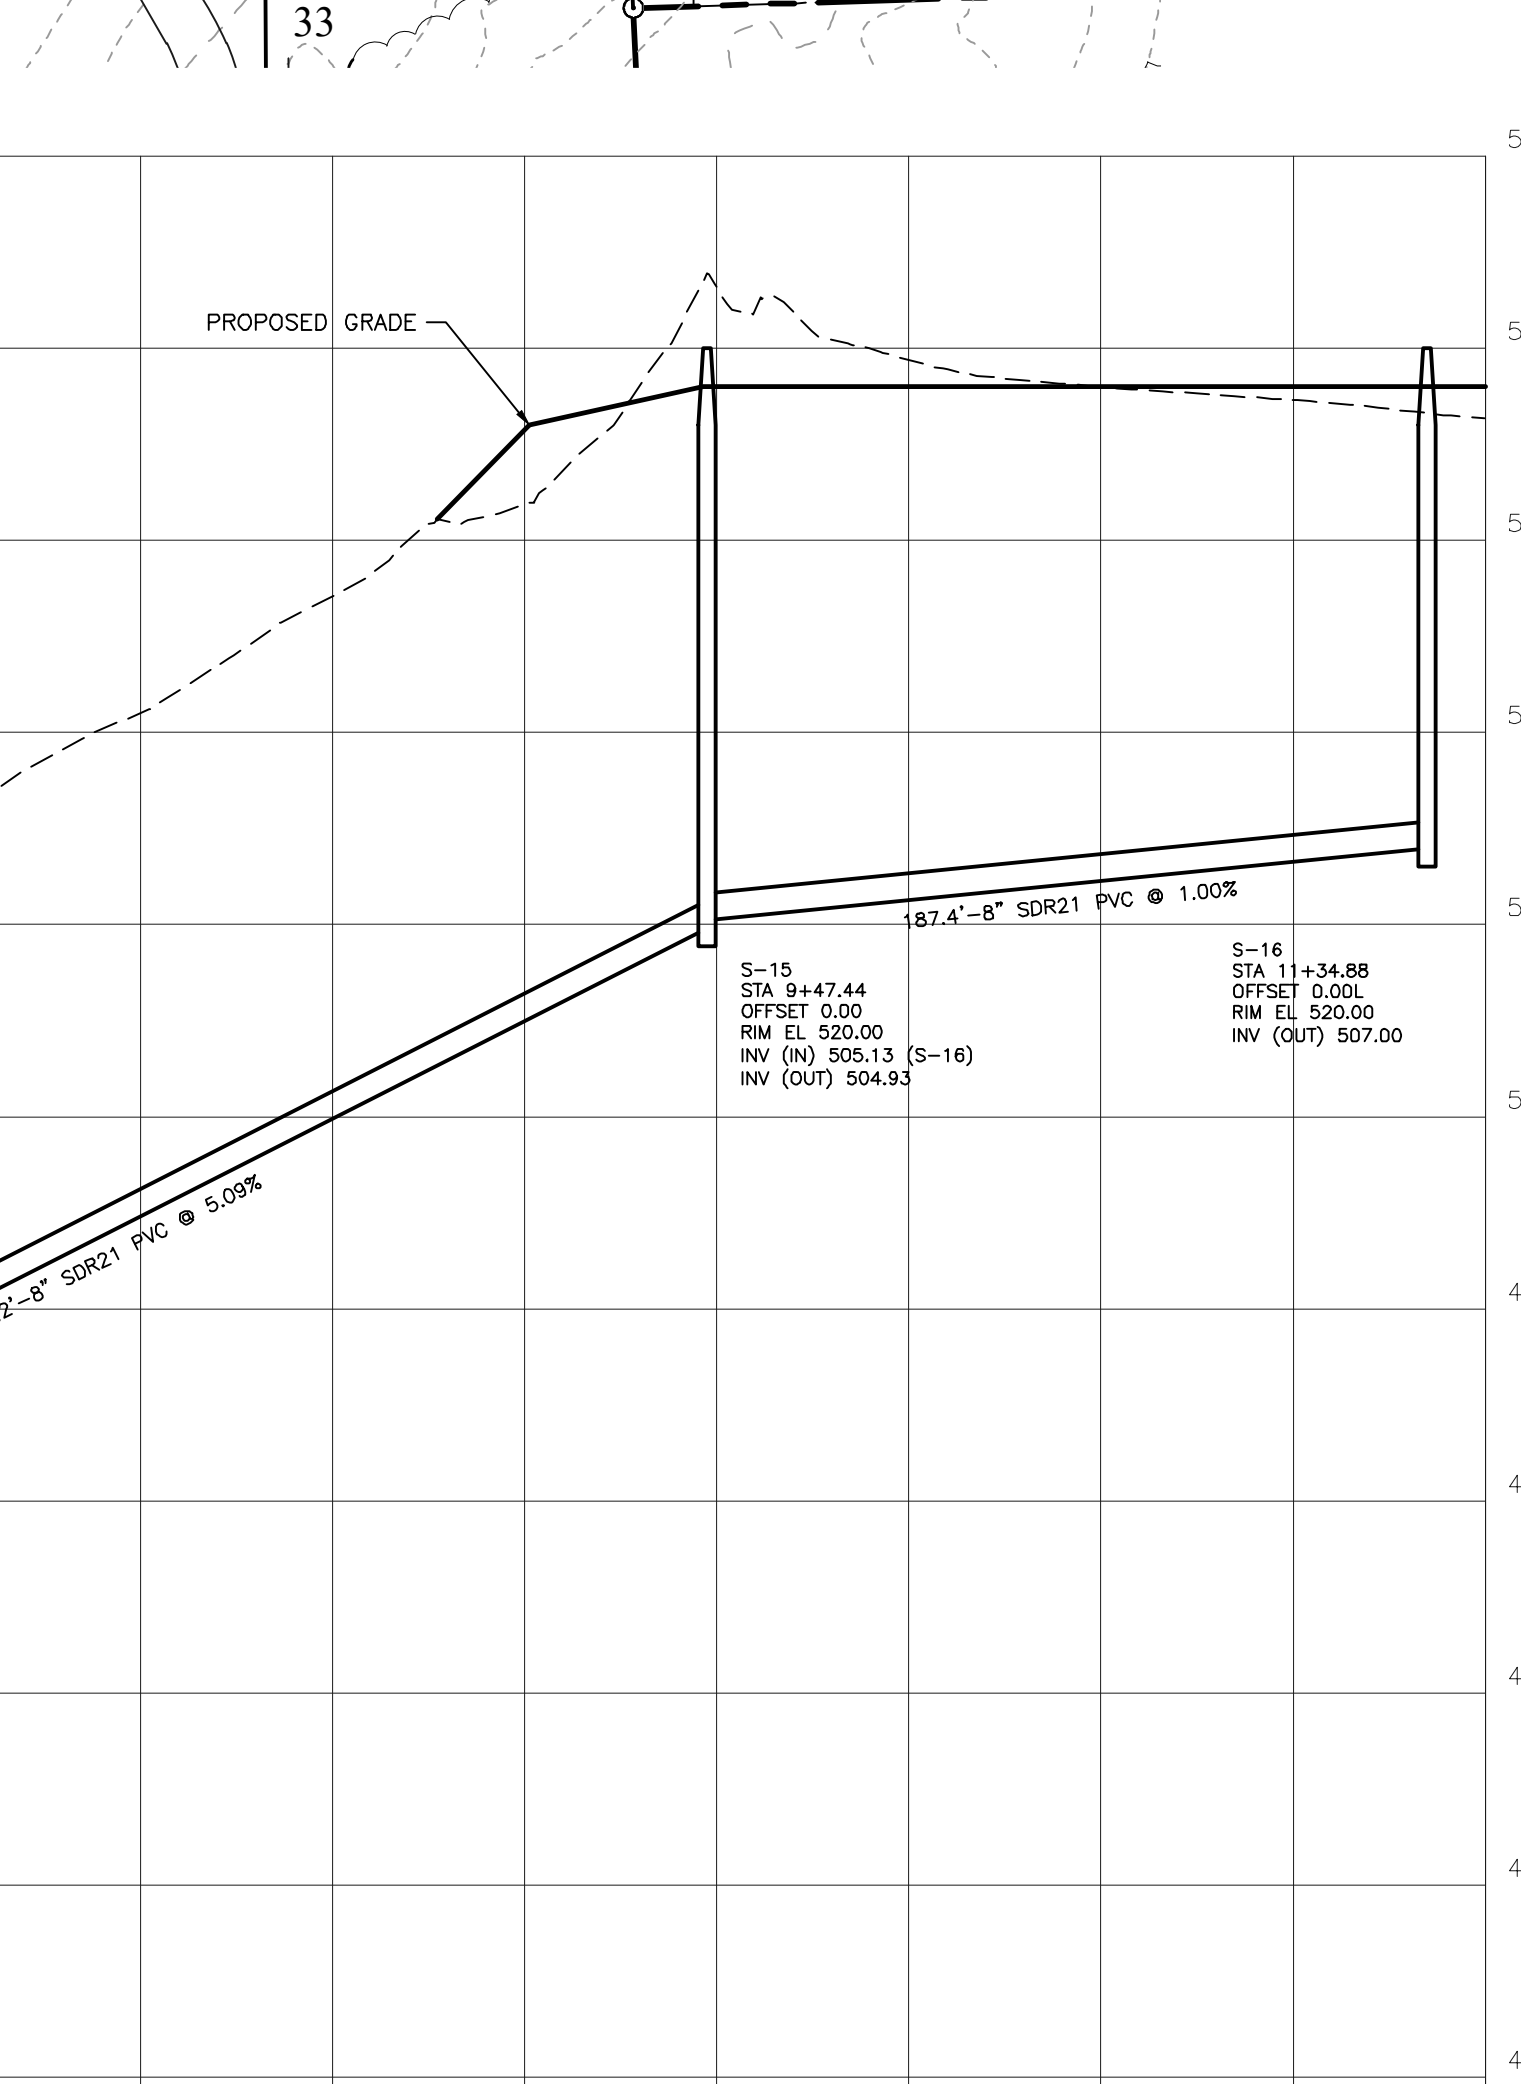 33
5
PROPOSED GRADE
5
5
5
187.4'-8" SDR21 PVC @ 1.00%
5
S-15
STA 9+47.44
OFFSET 0.00
RIM EL 520.00
INV (IN) 505.13 (S-16)
INV (OUT) 504.93
S-16
STA 11+34.88
OFFSET 0.00L
RIM EL 520.00
INV (OUT) 507.00
5
2'-8" SDR21 PVC @ 5.09%
4
4
4
4
4